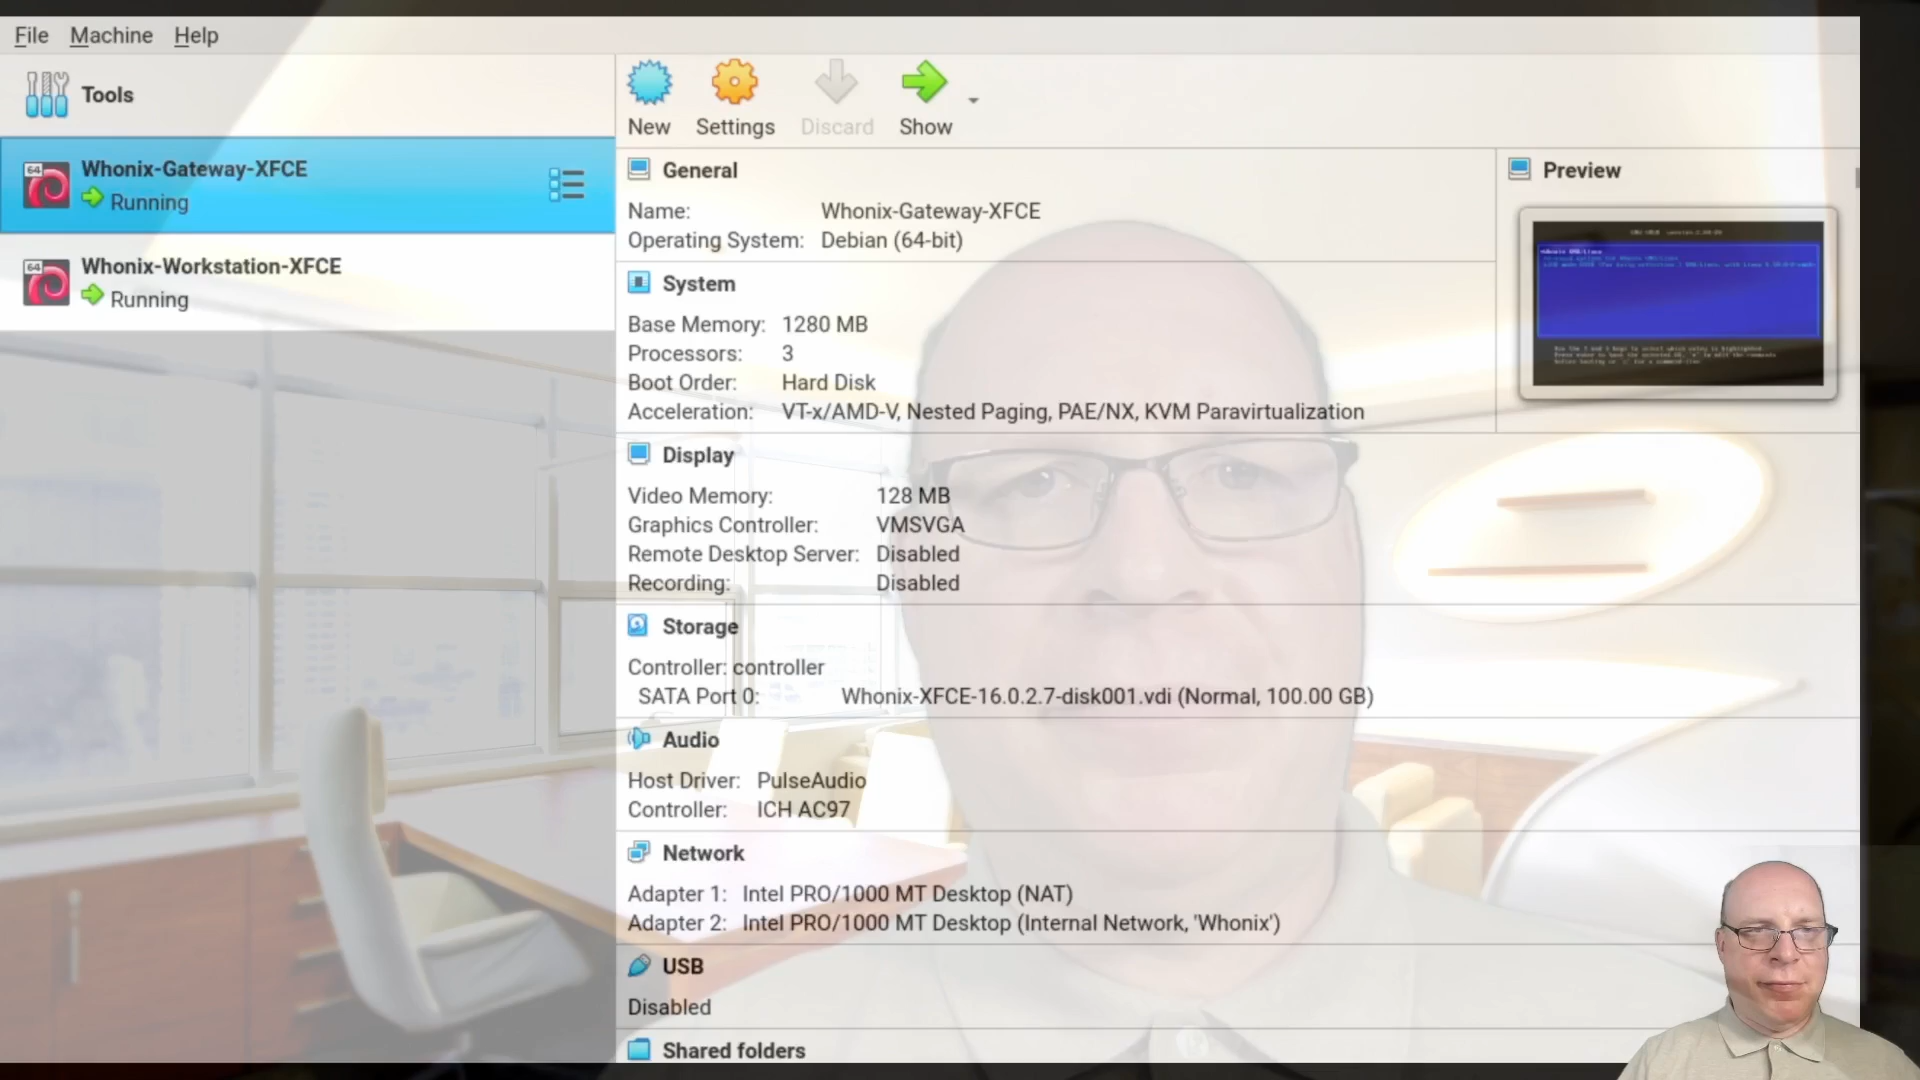 File Machine Help
Tools
New Settings Discard Show
64
Whonix-Gateway-XFCE
Running
64
Whonix-Workstation-XFCE
Running
General
Name: Whonix-Gateway-XFCE
Operating System: Debian (64-bit)
Preview
System
Base Memory: 1280 MB
Processors: 3
Boot Order: Hard Disk
Acceleration: VT-x/AMD-V, Nested Paging, PAE/NX, KVM Paravirtualization
Display
Video Memory: 128 MB
Graphics Controller: VMSVGA
Remote Desktop Server: Disabled
Recording: Disabled
Storage
Controller: controller
SATA Port 0: Whonix-XFCE-16.0.2.7-disk001.vdi (Normal, 100.00 GB)
Audio
Host Driver: PulseAudio
Controller: ICH AC97
Network
Adapter 1: Intel PRO/1000 MT Desktop (NAT)
Adapter 2: Intel PRO/1000 MT Desktop (Internal Network, 'Whonix')
USB
Disabled
Shared folders